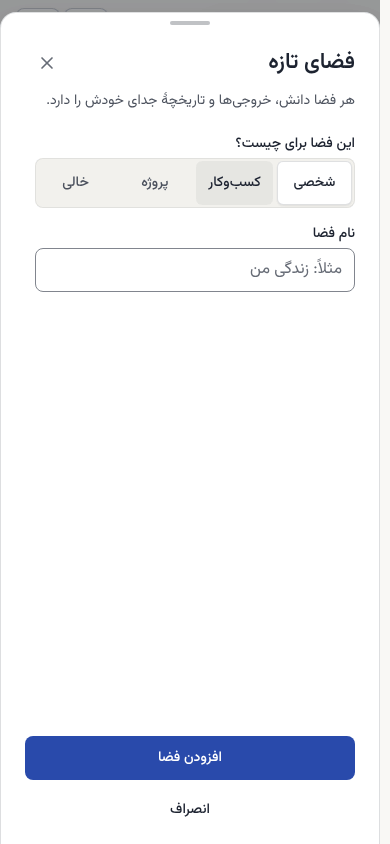 فضای تازه
هر فضا دانش، خروجی‌ها و تاریخچهٔ جدای خودش را دارد.
این فضا برای چیست؟
شخصی
کسب‌وکار
پروژه
خالی
نام فضا
مثلاً: زندگی من
افزودن فضا
انصراف